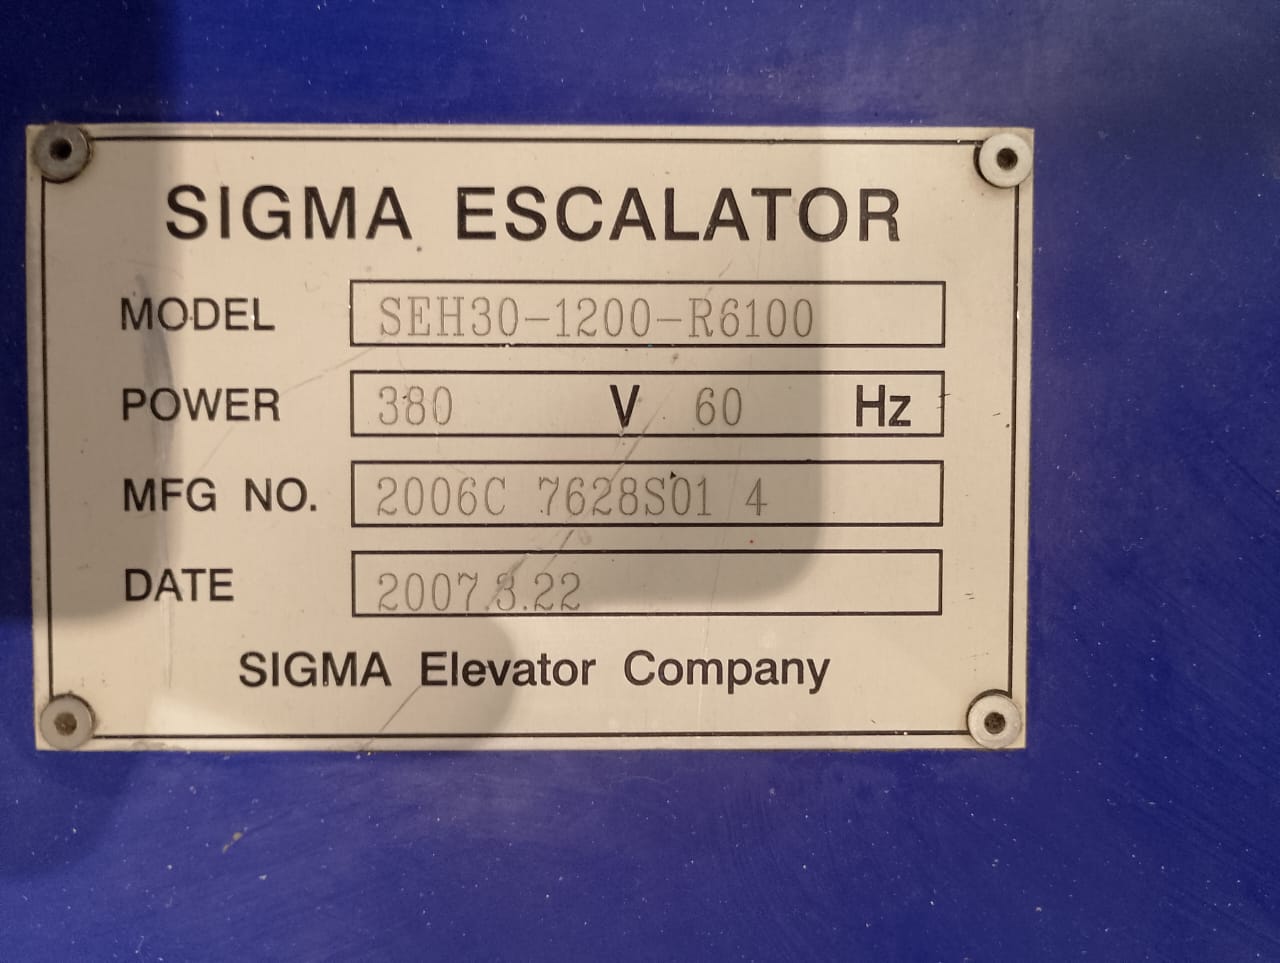 SIGMA ESCALATOR
MODEL SEH30-1200-R6100
POWER 380 V 60 Hz
MFG NO. 2006C 7628S01 4
DATE 2007.3.22
SIGMA Elevator Company